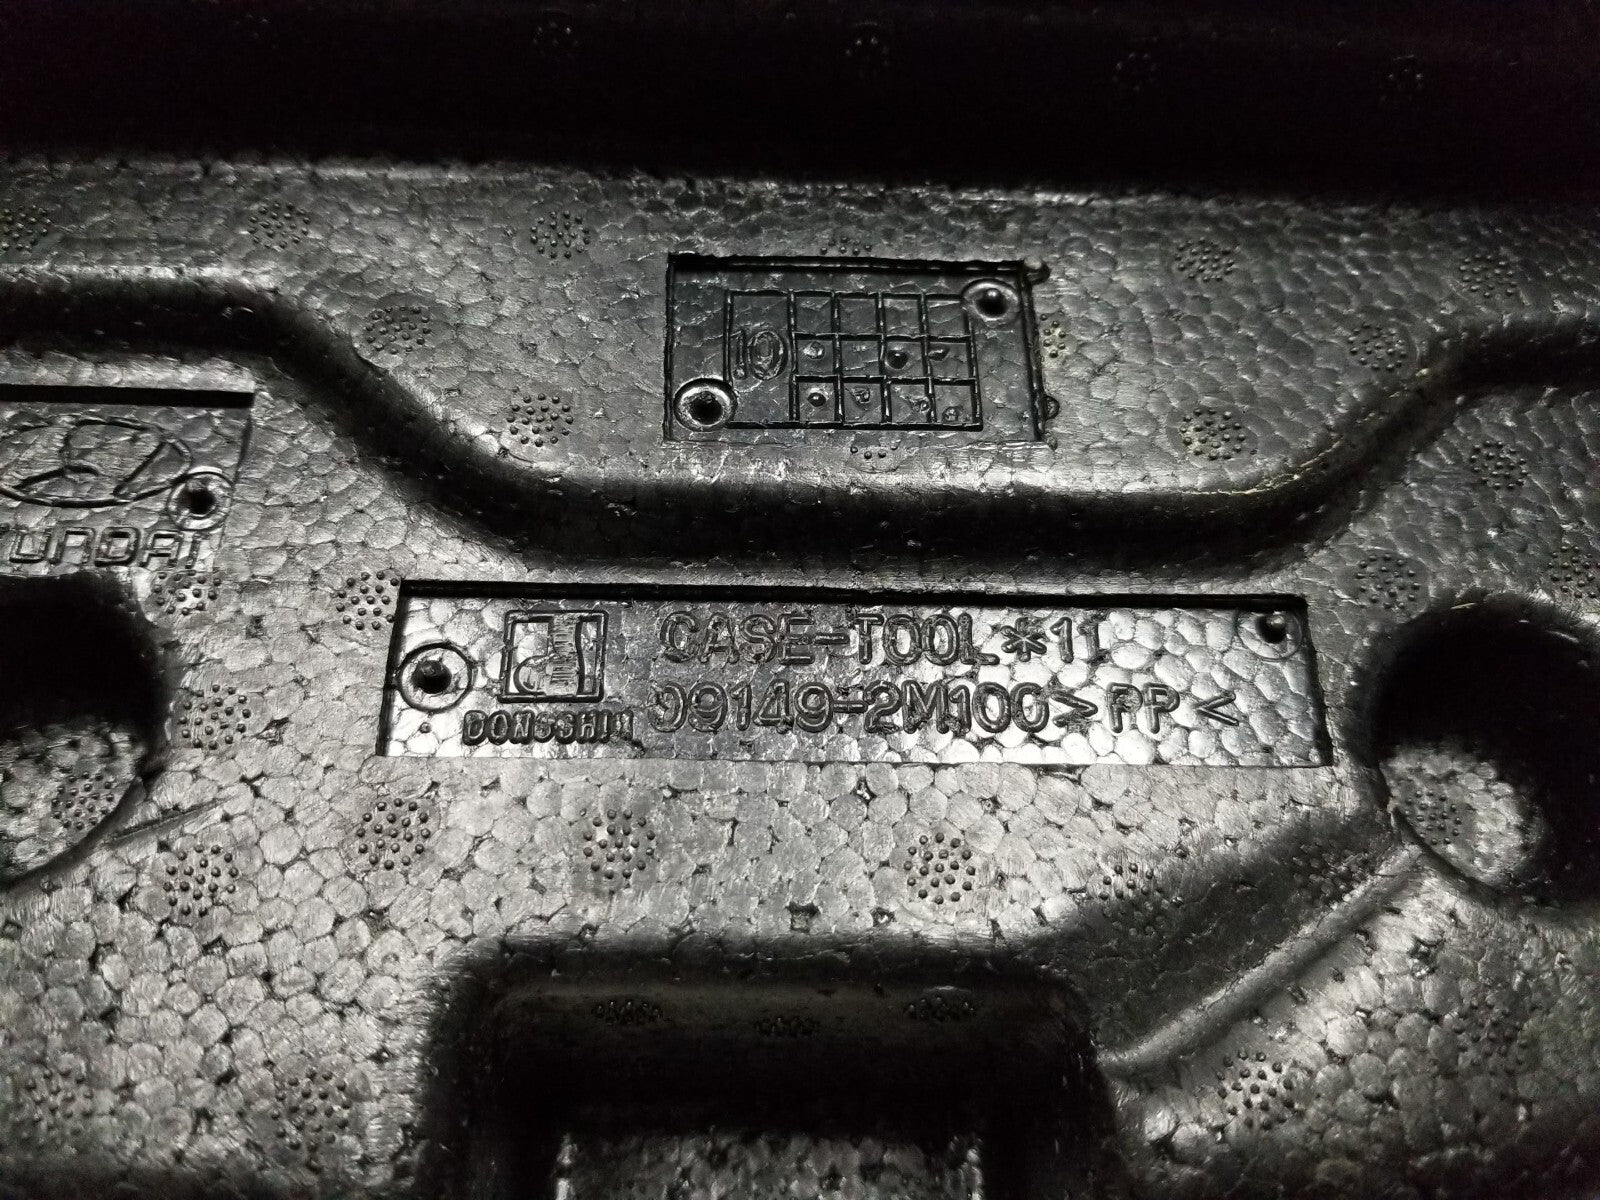 10
HYUNDAI
CASE-TOOL*11
DONGSHIN 09149-2M100>PP<